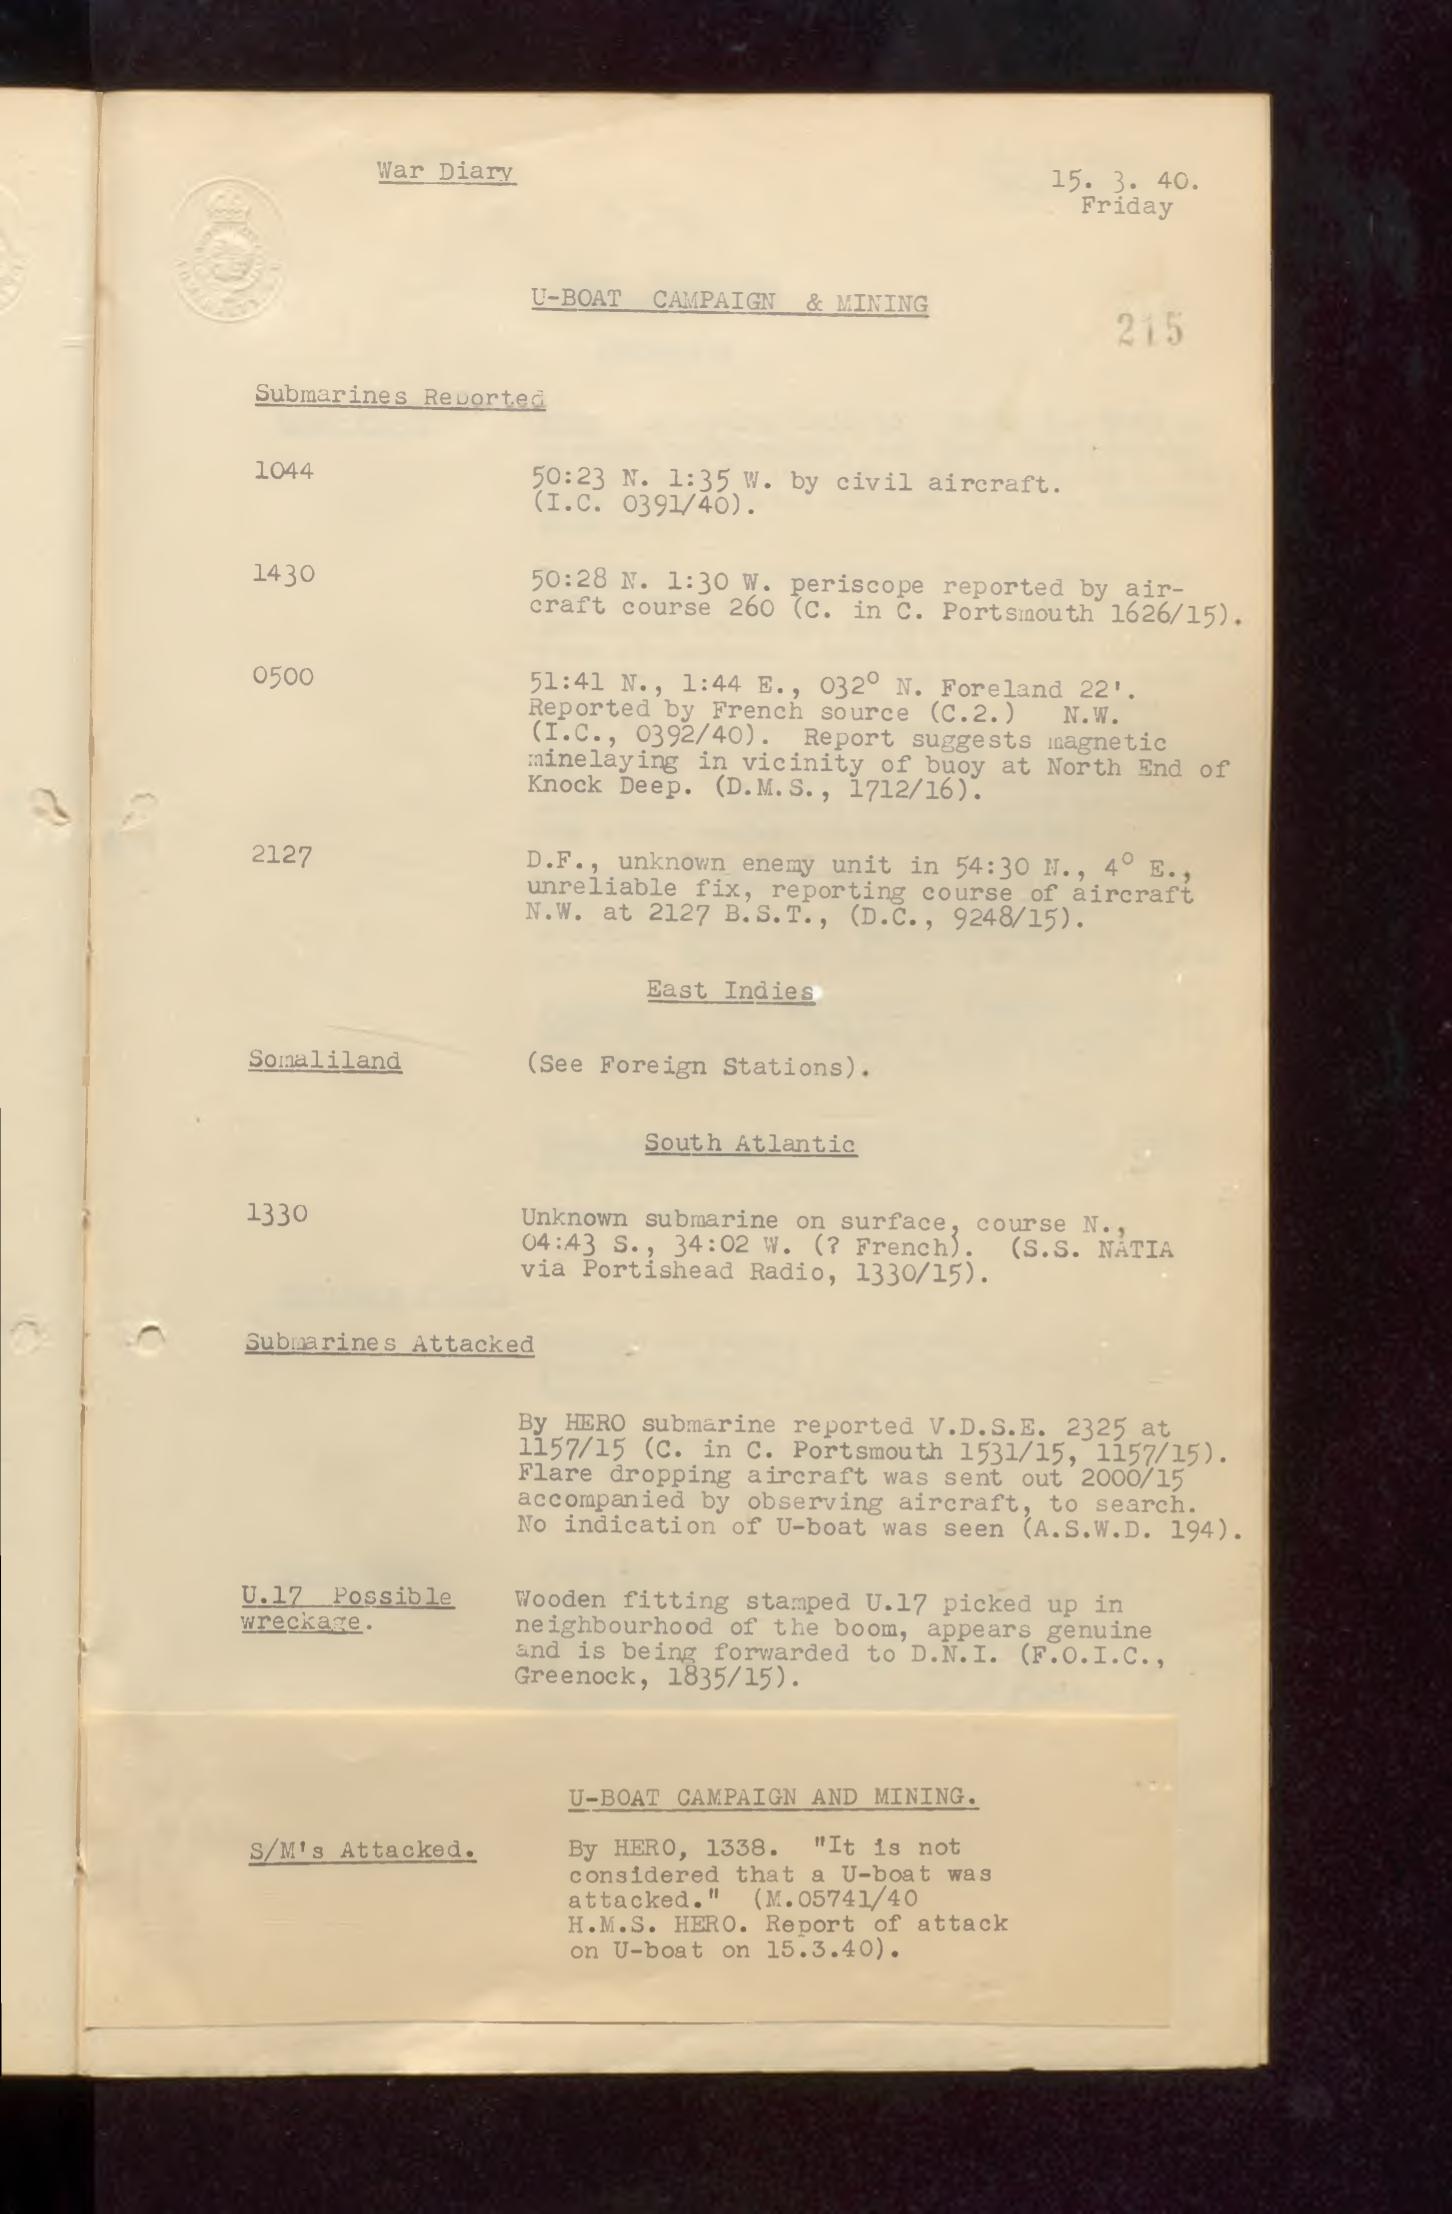 War Diary
15. 3. 40.
Friday
U-BOAT CAMPAIGN & MINING
215
Submarines Reported
1044 50:23 N. 1:35 W. by civil aircraft.
(I.C. 0391/40).
1430 50:28 N. 1:30 W. periscope reported by air-
craft course 260 (C. in C. Portsmouth 1626/15).
0500 51:41 N., 1:44 E., 032° N. Foreland 22'.
Reported by French source (C.2.) N.W.
(I.C., 0392/40). Report suggests magnetic
minelaying in vicinity of buoy at North End of
Knock Deep. (D.M.S., 1712/16).
2127 D.F., unknown enemy unit in 54:30 N., 4° E.,
unreliable fix, reporting course of aircraft
N.W. at 2127 B.S.T., (D.C., 9248/15).
East Indies
Somaliland (See Foreign Stations).
South Atlantic
1330 Unknown submarine on surface, course N.,
04:43 S., 34:02 W. (? French). (S.S. NATIA
via Portishead Radio, 1330/15).
Submarines Attacked
By HERO submarine reported V.D.S.E. 2325 at
1157/15 (C. in C. Portsmouth 1531/15, 1157/15).
Flare dropping aircraft was sent out 2000/15
accompanied by observing aircraft, to search.
No indication of U-boat was seen (A.S.W.D. 194).
U.17 Possible Wooden fitting stamped U.17 picked up in
wreckage. neighbourhood of the boom, appears genuine
and is being forwarded to D.N.I. (F.O.I.C.,
Greenock, 1835/15).
U-BOAT CAMPAIGN AND MINING.
S/M's Attacked. By HERO, 1338. "It is not
considered that a U-boat was
attacked." (M.05741/40
H.M.S. HERO. Report of attack
on U-boat on 15.3.40).